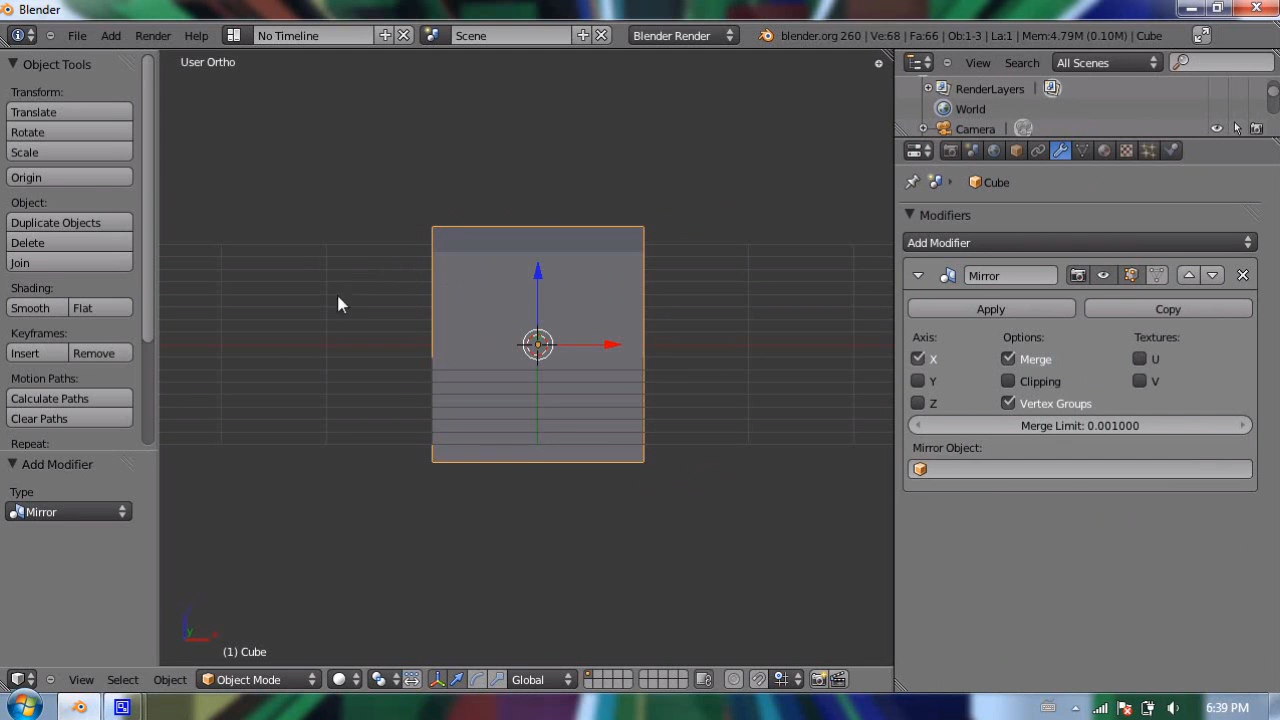 Blender
File Add Render Help No Timeline Scene Blender Render blender.org 260 | Ve:68 | Fa:66 | Ob:1-3 | La:1 | Mem:4.79M (0.10M) | Cube
Object Tools
Transform:
Translate
Rotate
Scale
Origin
Object:
Duplicate Objects
Delete
Join
Shading:
Smooth Flat
Keyframes:
Insert Remove
Motion Paths:
Calculate Paths
Clear Paths
Repeat:
Add Modifier
Type
Mirror
User Ortho
(1) Cube
View Select Object Object Mode Global
View Search All Scenes
RenderLayers
World
Camera
Cube
Modifiers
Add Modifier
Mirror
Apply Copy
Axis: Options: Textures:
X Merge U
Y Clipping V
Z Vertex Groups
Merge Limit: 0.001000
Mirror Object:
6:39 PM